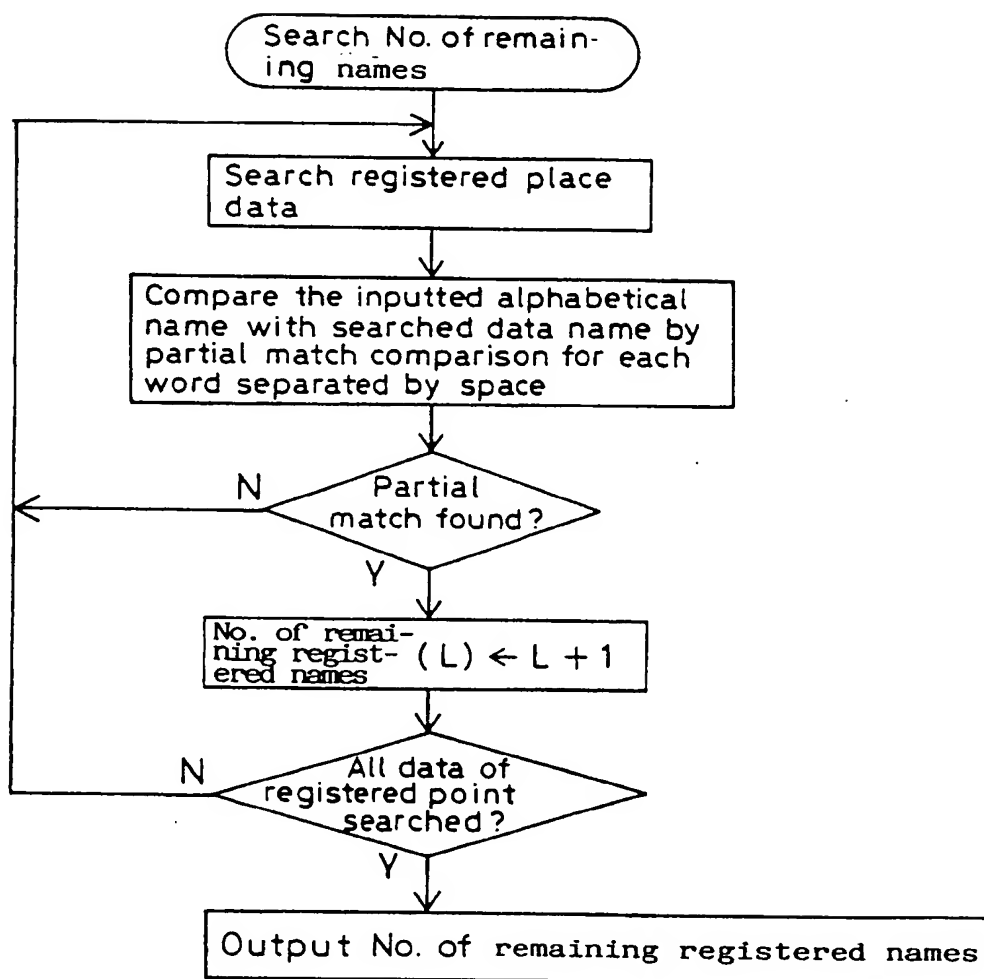 Search No. of remain-
ing names
Search registered place
data
Compare the inputted alphabetical
name with searched data name by
partial match comparison for each
word separated by space
N
Partial
match found?
Y
No. of remai-
ning regist-
ered names
(L) ← L + 1
N
All data of
registered point
searched?
Y
Output No. of remaining registered names